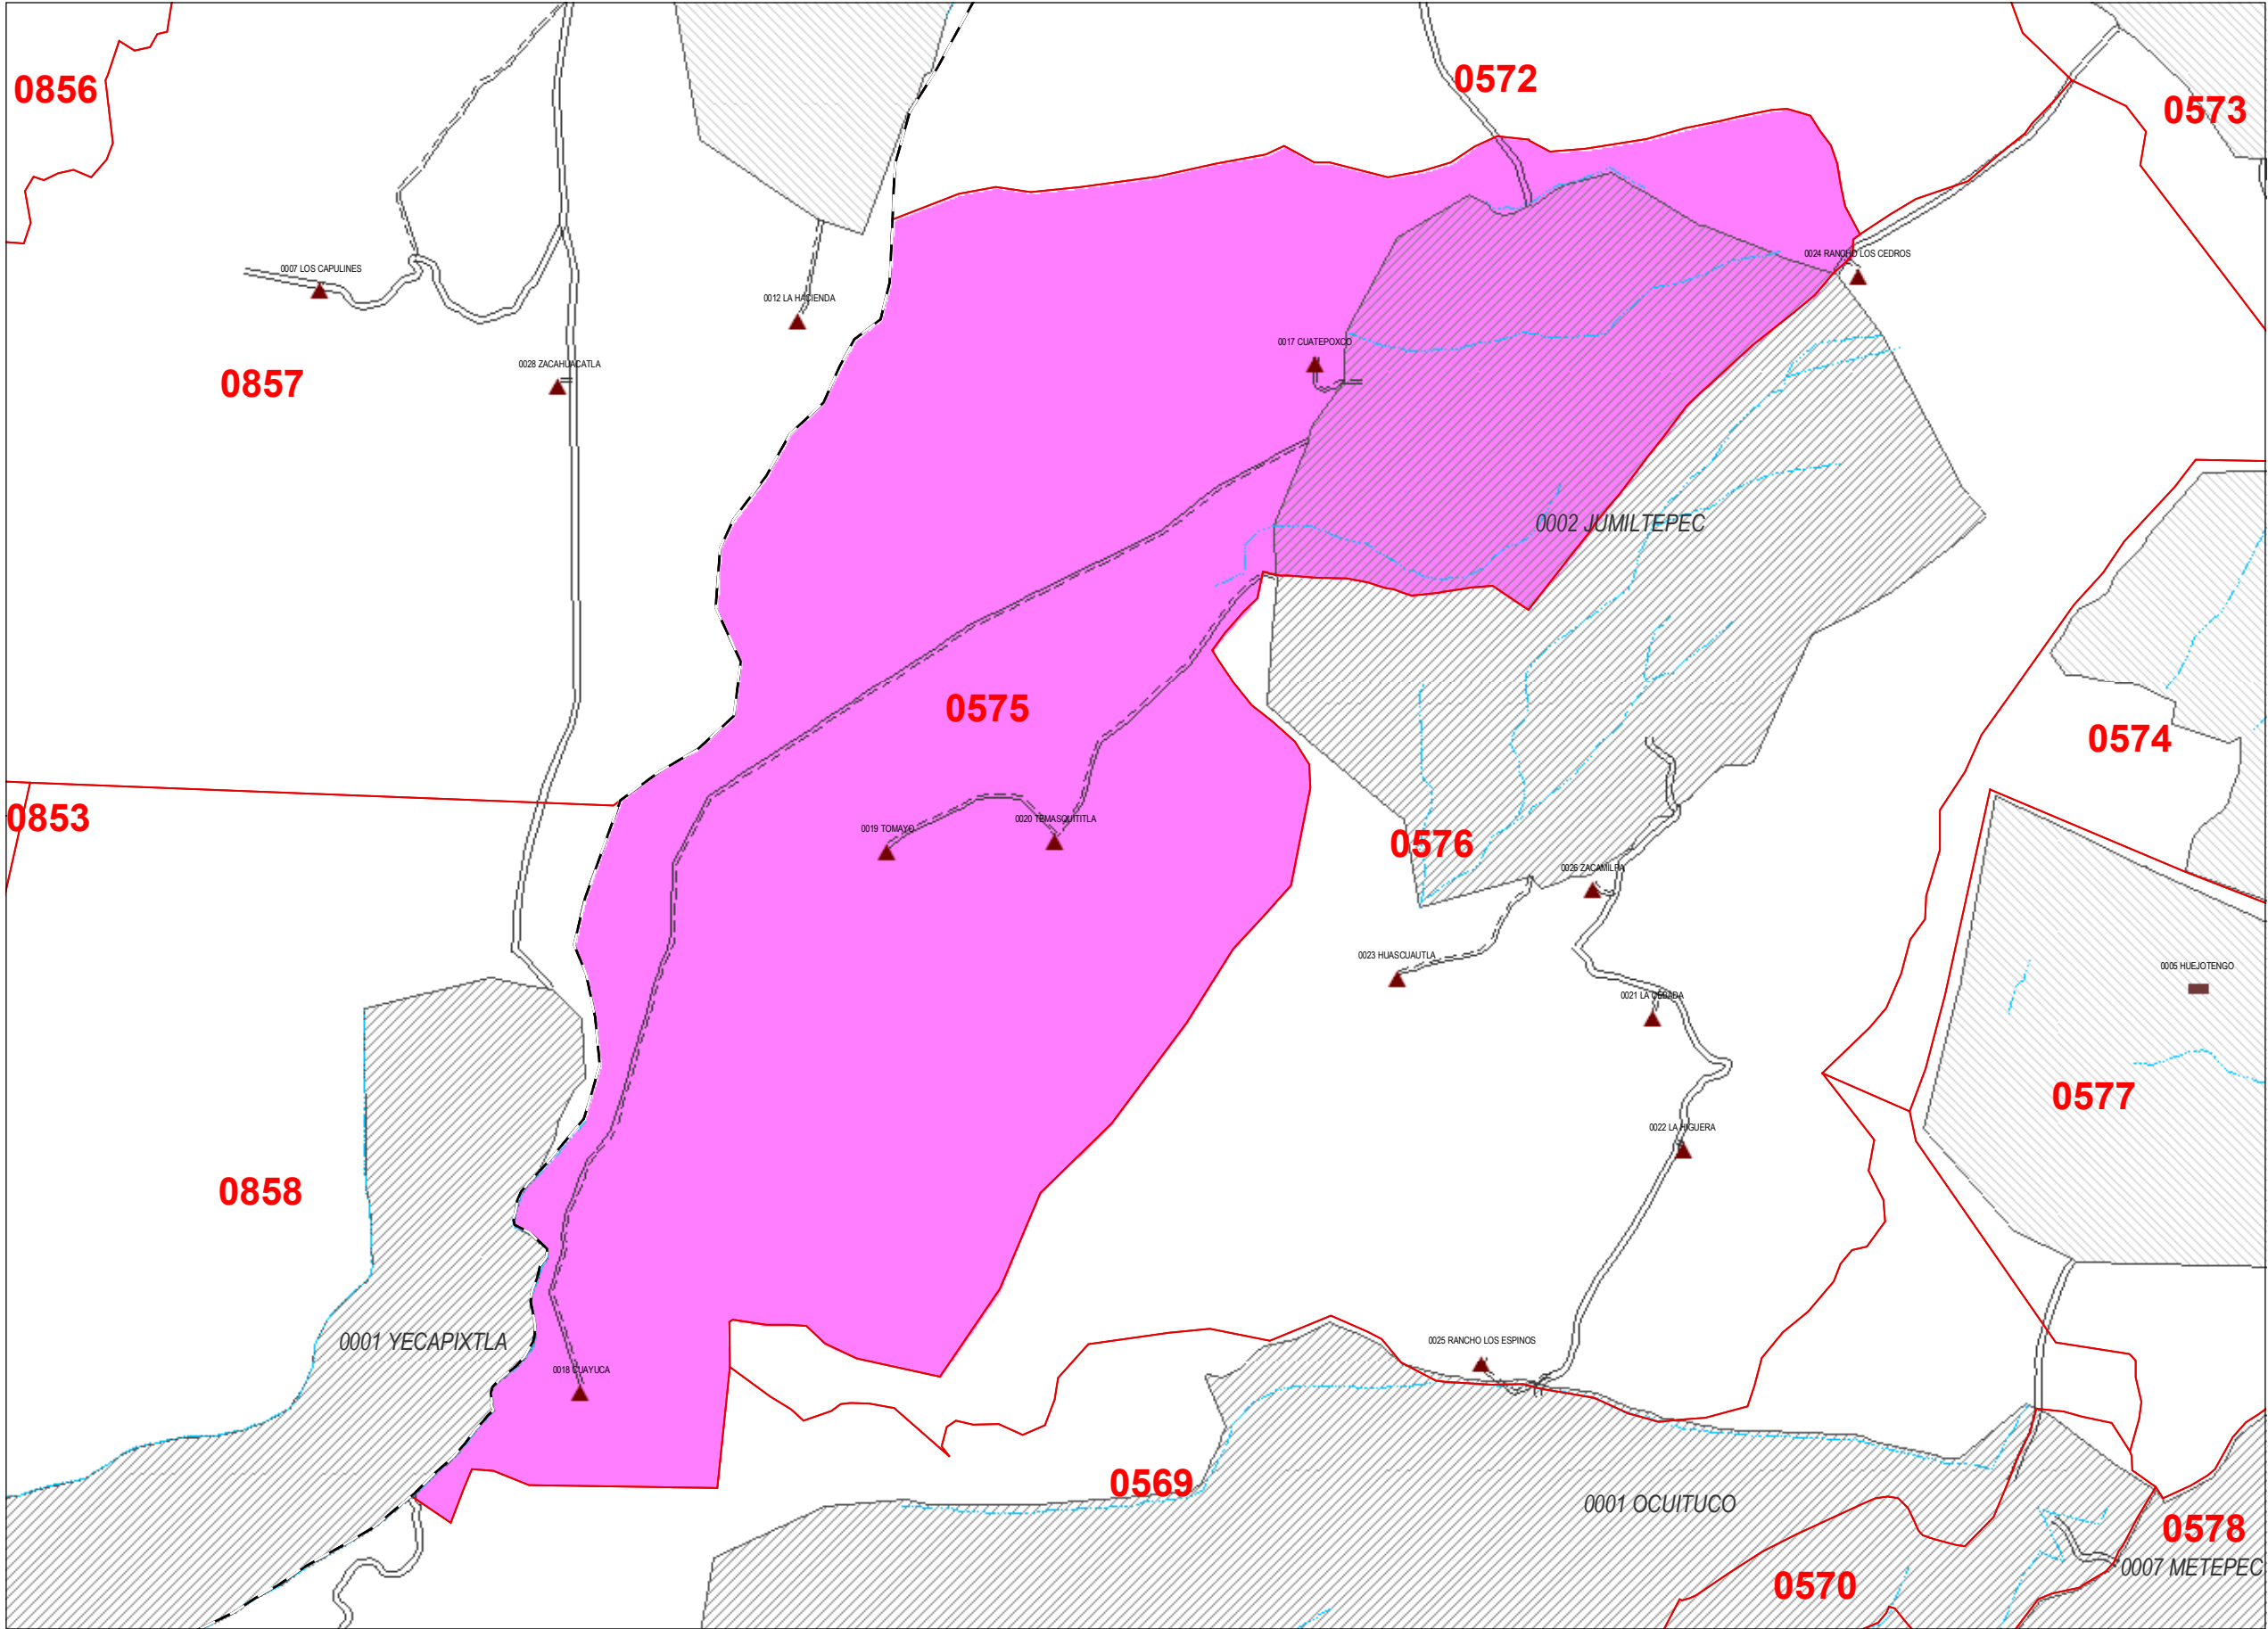 0856
0572
0573
0024 RANCHO LOS CEDROS
0007 LOS CAPULINES
0012 LA HACIENDA
0017 CUATEPOXCO
0028 ZACAHUACATLA
0857
0002 JUMILTEPEC
0575
0574
0853
0019 TOMAYO
0020 TEMASQUITITLA
0576
0026 ZACAMILPA
0023 HUASCUAUTLA
0005 HUEJOTENGO
0021 LA CEBADA
0577
0022 LA HIGUERA
0858
0001 YECAPIXTLA
0025 RANCHO LOS ESPINOS
0018 CUAYUCA
0569
0001 OCUITUCO
0578
0007 METEPEC
0570